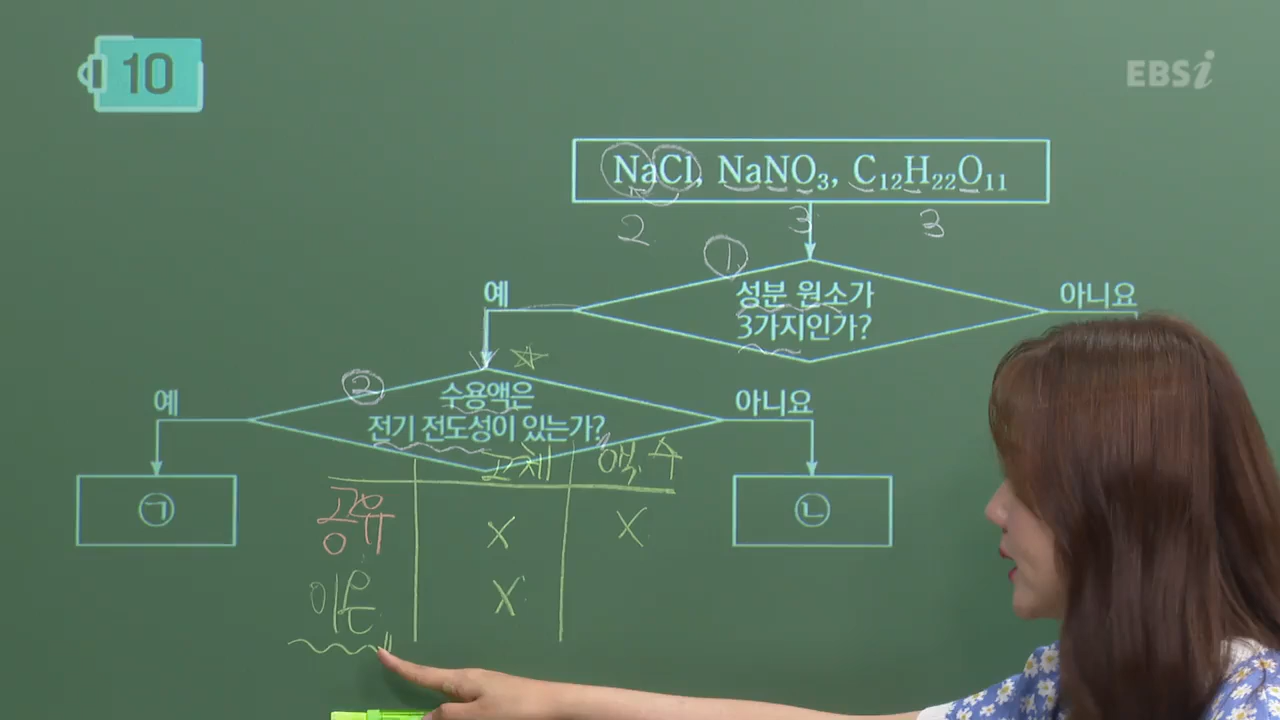 10
EBSi
NaCl, NaNO₃, C₁₂H₂₂O₁₁
2 3 3
①
예
성분 원소가
3가지인가?
아니요
②
예
수용액은
전기 전도성이 있는가?
아니요
고체 액, 수
㉠
공유 X X
㉡
이온 X